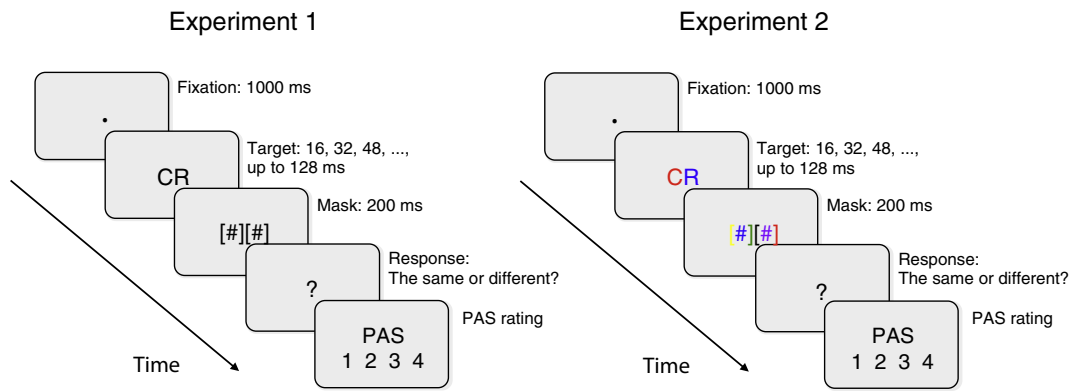 Experiment 1
Fixation: 1000 ms
Target: 16, 32, 48, ...,
up to 128 ms
CR
Mask: 200 ms
[#][#]
Response:
The same or different?
?
PAS rating
PAS
1 2 3 4
Time
Experiment 2
Fixation: 1000 ms
Target: 16, 32, 48, ...,
up to 128 ms
CR
Mask: 200 ms
[#][#]
Response:
The same or different?
?
PAS rating
PAS
1 2 3 4
Time